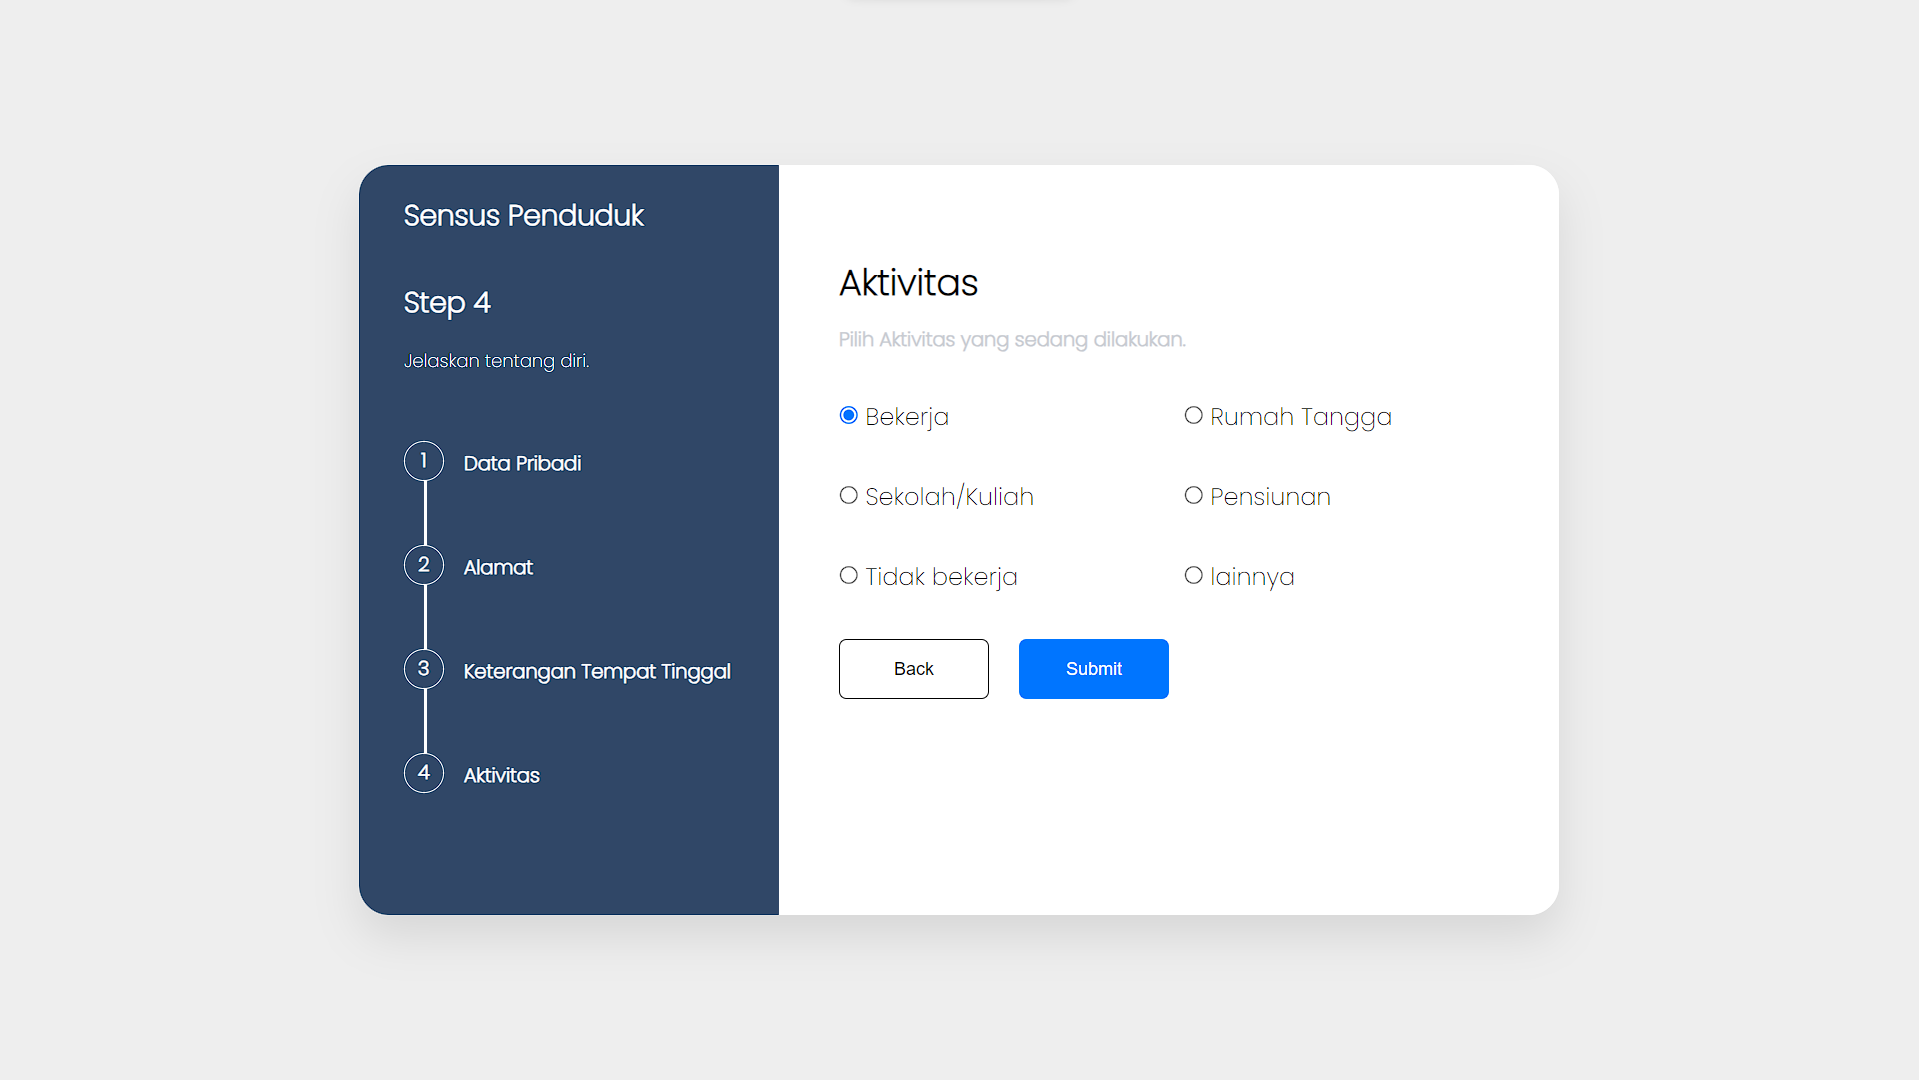 Sensus Penduduk
Step 4
Jelaskan tentang diri.
1 Data Pribadi
2 Alamat
3 Keterangan Tempat Tinggal
4 Aktivitas
Aktivitas
Pilih Aktivitas yang sedang dilakukan.
Bekerja
Rumah Tangga
Sekolah/Kuliah
Pensiunan
Tidak bekerja
lainnya
Back
Submit